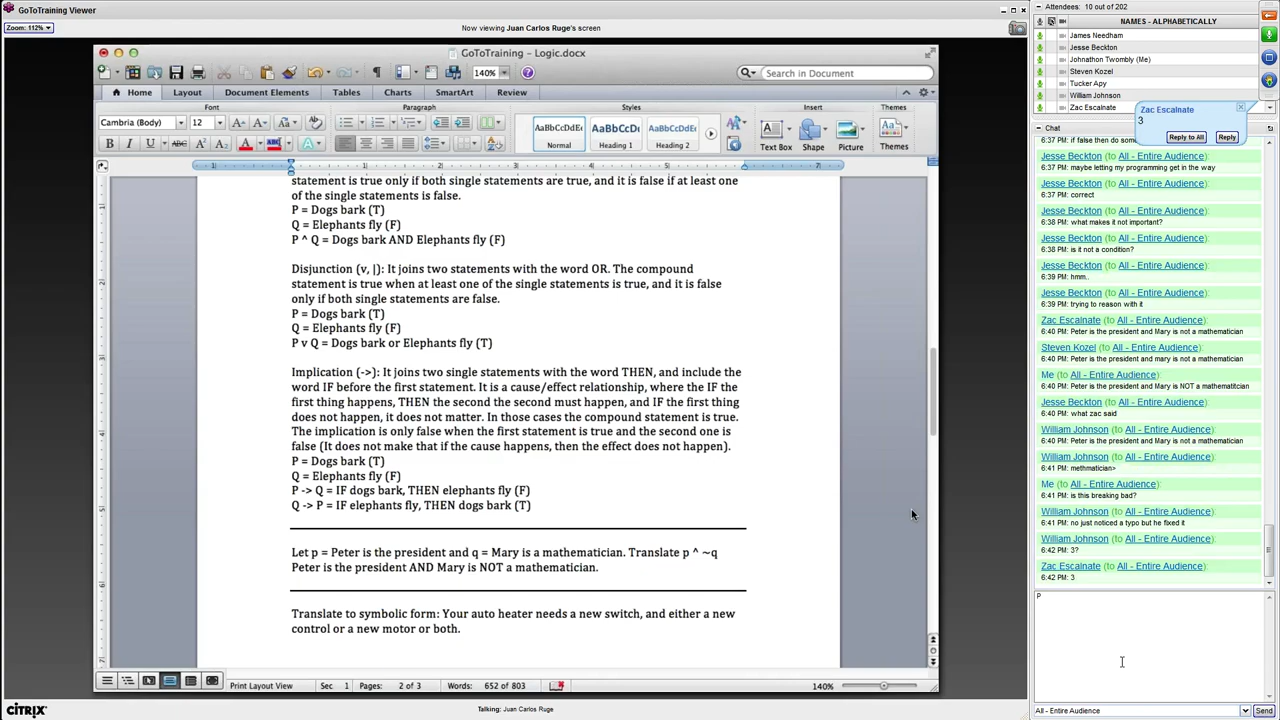 GoToTraining Viewer
Zoom: 112%
Now viewing Juan Carlos Ruge's screen
GoToTraining - Logic.docx
140%
Search in Document
Home Layout Document Elements Tables Charts SmartArt Review
Font Paragraph Styles Insert Themes
Cambria (Body) 12
AaBbCcDdE AaBbCcDc AaBbCcDdE
Normal Heading 1 Heading 2
Text Box Shape Picture Themes
statement is true only if both single statements are true, and it is false if at least one
of the single statements is false.
P = Dogs bark (T)
Q = Elephants fly (F)
P ^ Q = Dogs bark AND Elephants fly (F)
Disjunction (v, |): It joins two statements with the word OR. The compound
statement is true when at least one of the single statements is true, and it is false
only if both single statements are false.
P = Dogs bark (T)
Q = Elephants fly (F)
P v Q = Dogs bark or Elephants fly (T)
Implication (->): It joins two single statements with the word THEN, and include the
word IF before the first statement. It is a cause/effect relationship, where the IF the
first thing happens, THEN the second the second must happen, and IF the first thing
does not happen, it does not matter. In those cases the compound statement is true.
The implication is only false when the first statement is true and the second one is
false (It does not make that if the cause happens, then the effect does not happen).
P = Dogs bark (T)
Q = Elephants fly (F)
P -> Q = IF dogs bark, THEN elephants fly (F)
Q -> P = IF elephants fly, THEN dogs bark (T)
Let p = Peter is the president and q = Mary is a mathematician. Translate p ^ ~q
Peter is the president AND Mary is NOT a mathematician.
Translate to symbolic form: Your auto heater needs a new switch, and either a new
control or a new motor or both.
Print Layout View Sec 1 Pages: 2 of 3 Words: 652 of 803 140%
CITRIX
Talking: Juan Carlos Ruge
Attendees: 10 out of 202
NAMES - ALPHABETICALLY
James Needham
Jesse Beckton
Johnathon Twombly (Me)
Steven Kozel
Tucker Apy
William Johnson
Zac Escalnate
Zac Escalnate
3
Reply to All Reply
Chat
6:37 PM: if false then do som
Jesse Beckton (to All - Entire Audience):
6:37 PM: maybe letting my programming get in the way
Jesse Beckton (to All - Entire Audience):
6:37 PM: correct
Jesse Beckton (to All - Entire Audience):
6:38 PM: what makes it not important?
Jesse Beckton (to All - Entire Audience):
6:38 PM: is it not a condition?
Jesse Beckton (to All - Entire Audience):
6:39 PM: hmm..
Jesse Beckton (to All - Entire Audience):
6:39 PM: trying to reason with it
Zac Escalnate (to All - Entire Audience):
6:40 PM: Peter is the president and Mary is not a mathematician
Steven Kozel (to All - Entire Audience):
6:40 PM: Peter is the president and mary is not a mathematician
Me (to All - Entire Audience):
6:40 PM: Peter is the president and Mary is NOT a mathematitcian
Jesse Beckton (to All - Entire Audience):
6:40 PM: what zac said
William Johnson (to All - Entire Audience):
6:40 PM: Peter is the president and Mary is not a mathematician
William Johnson (to All - Entire Audience):
6:41 PM: methmatician>
Me (to All - Entire Audience):
6:41 PM: is this breaking bad?
William Johnson (to All - Entire Audience):
6:41 PM: no just noticed a typo but he fixed it
William Johnson (to All - Entire Audience):
6:42 PM: 3?
Zac Escalnate (to All - Entire Audience):
6:42 PM: 3
P
All - Entire Audience Send